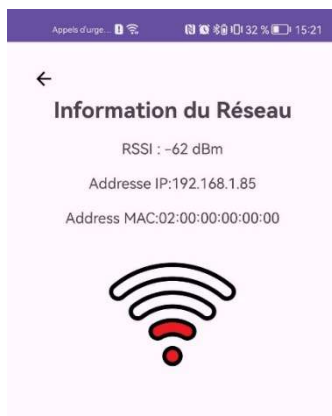 Appels d'urge... 32 % 15:21
Information du Réseau
RSSI : -62 dBm
Addresse IP:192.168.1.85
Address MAC:02:00:00:00:00:00